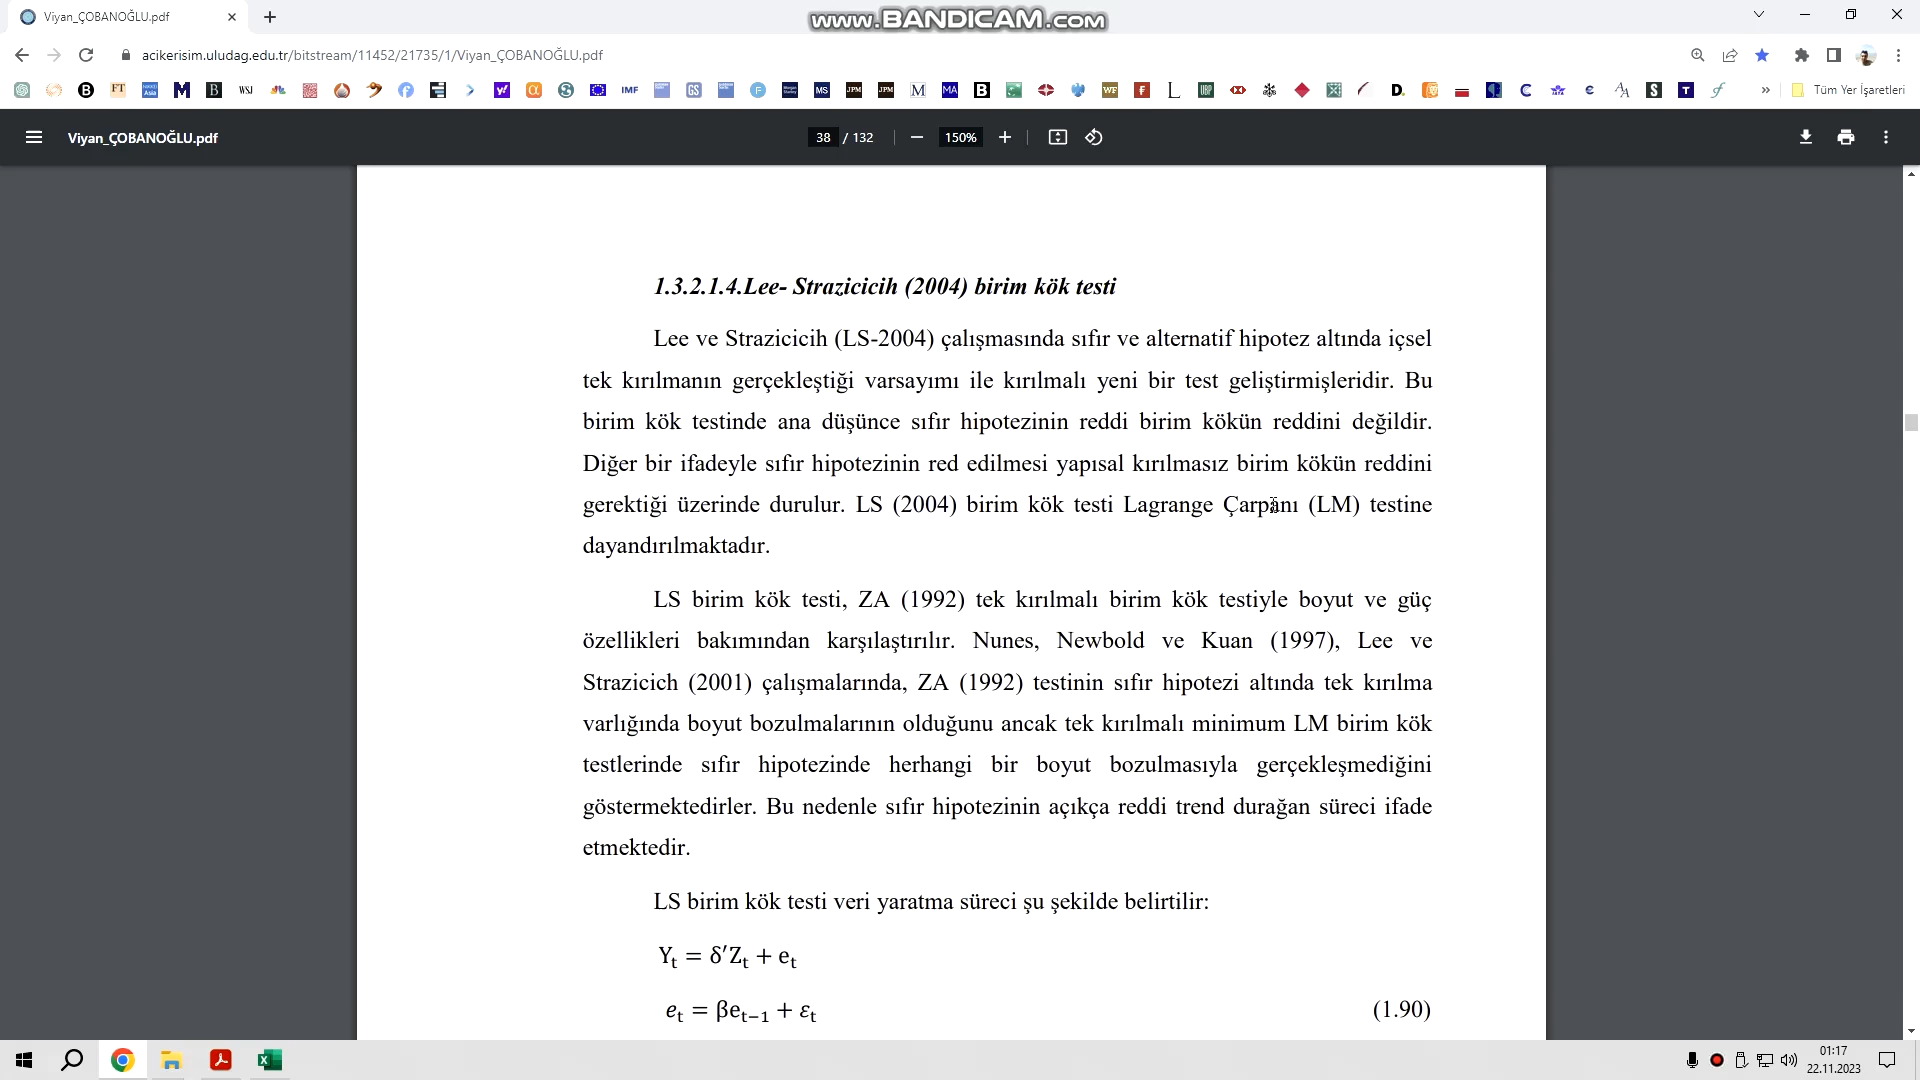 Viyan_ÇOBANOĞLU.pdf
www.BANDICAM.com
acikerisim.uludag.edu.tr/bitstream/11452/21735/1/Viyan_ÇOBANOĞLU.pdf
Tüm Yer İşaretleri
Viyan_ÇOBANOĞLU.pdf
38 / 132
150%
1.3.2.1.4.Lee- Strazicicih (2004) birim kök testi
Lee ve Strazicicih (LS-2004) çalışmasında sıfır ve alternatif hipotez altında içsel
tek kırılmanın gerçekleştiği varsayımı ile kırılmalı yeni bir test geliştirmişleridir. Bu
birim kök testinde ana düşünce sıfır hipotezinin reddi birim kökün reddini değildir.
Diğer bir ifadeyle sıfır hipotezinin red edilmesi yapısal kırılmasız birim kökün reddini
gerektiği üzerinde durulur. LS (2004) birim kök testi Lagrange Çarpanı (LM) testine
dayandırılmaktadır.
LS birim kök testi, ZA (1992) tek kırılmalı birim kök testiyle boyut ve güç
özellikleri bakımından karşılaştırılır. Nunes, Newbold ve Kuan (1997), Lee ve
Strazicich (2001) çalışmalarında, ZA (1992) testinin sıfır hipotezi altında tek kırılma
varlığında boyut bozulmalarının olduğunu ancak tek kırılmalı minimum LM birim kök
testlerinde sıfır hipotezinde herhangi bir boyut bozulmasıyla gerçekleşmediğini
göstermektedirler. Bu nedenle sıfır hipotezinin açıkça reddi trend durağan süreci ifade
etmektedir.
LS birim kök testi veri yaratma süreci şu şekilde belirtilir:
Yₜ = δ′Zₜ + eₜ
eₜ = βeₜ₋₁ + εₜ (1.90)
01:17
22.11.2023